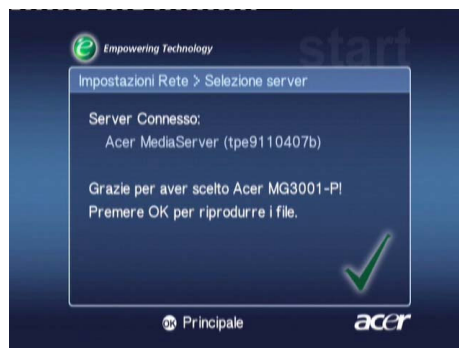 Empowering Technology
start
Impostazioni Rete > Selezione server
Server Connesso:
Acer MediaServer (tpe9110407b)
Grazie per aver scelto Acer MG3001-P!
Premere OK per riprodurre i file.
OK Principale
acer